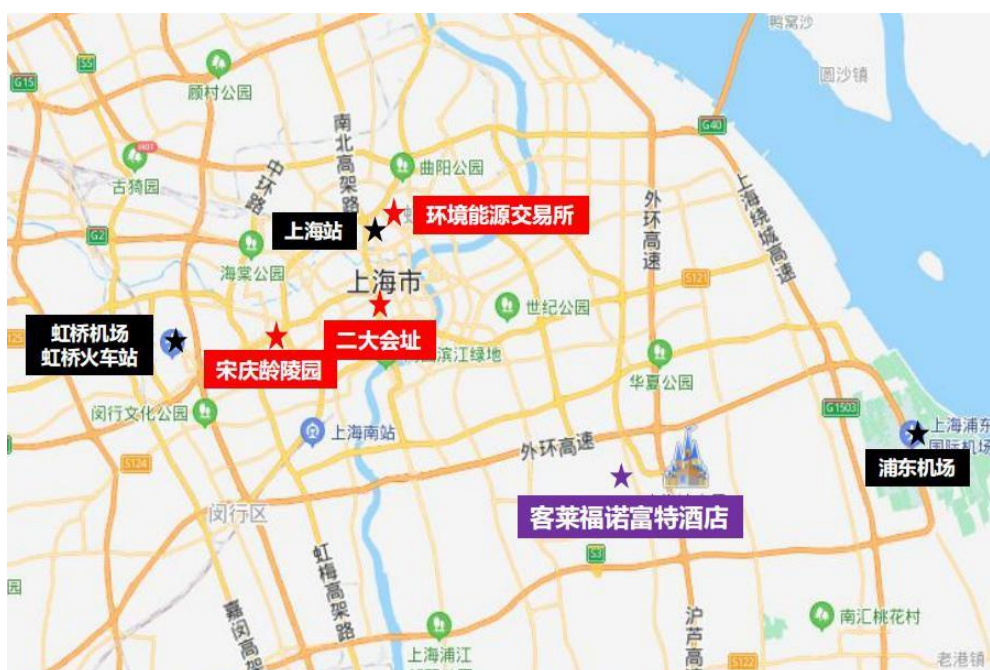 鸭窝沙
S5
G15
顾村公园
圆沙镇
南北高架路
G40
中环路
曲阳公园
古猗园
外环高速
上海绕城高速
环境能源交易所
上海站
G2
海棠公园
上海市
S121
世纪公园
虹桥机场
虹桥火车站
二大会址
滨江绿地
宋庆龄陵园
华夏公园
闵行文化公园
G1503
上海南站
上海浦东
国际机场
外环高速
S124
浦东机场
闵行区
客莱福诺富特酒店
S3
虹梅高架路
园
嘉闵高架
沪芦高
南汇桃花村
上海浦江
S122
老港镇